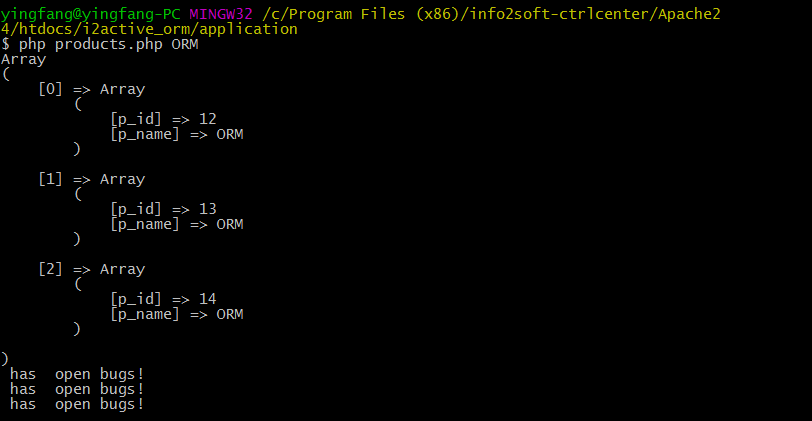 yingfang@yingfang-PC MINGW32 /c/Program Files (x86)/info2soft-ctrlcenter/Apache2
4/htdocs/i2active_orm/application
$ php products.php ORM
Array
(
    [0] => Array
        (
            [p_id] => 12
            [p_name] => ORM
        )

    [1] => Array
        (
            [p_id] => 13
            [p_name] => ORM
        )

    [2] => Array
        (
            [p_id] => 14
            [p_name] => ORM
        )

)
 has  open bugs!
 has  open bugs!
 has  open bugs!